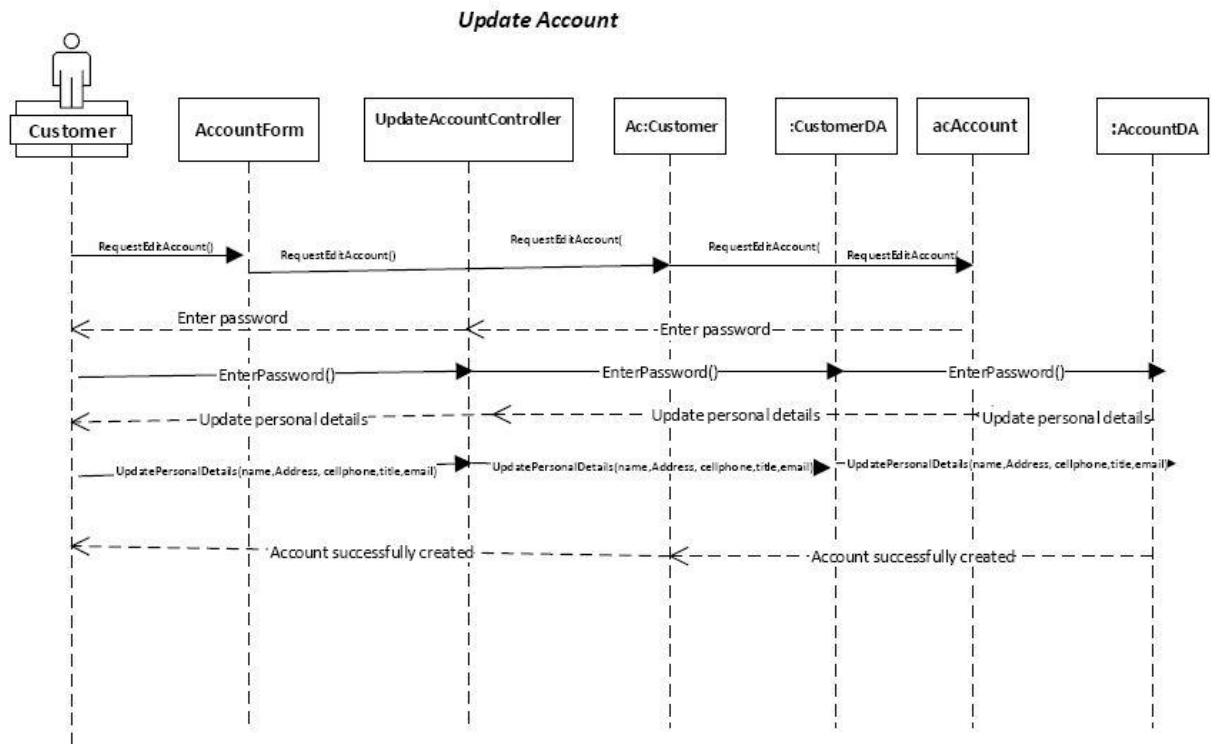 Update Account
Customer
AccountForm
UpdateAccountController
Ac:Customer
:CustomerDA
acAccount
:AccountDA
RequestEditAccount()
RequestEditAccount()
RequestEditAccount(
RequestEditAccount(
RequestEditAccount(
Enter password
Enter password
EnterPassword()
EnterPassword()
EnterPassword()
Update personal details
Update personal details
Update personal details
UpdatePersonalDetails(name,Address, cellphone,title,email)
UpdatePersonalDetails(name,Address, cellphone,title,email)
UpdatePersonalDetails(name,Address, cellphone,title,email)
Account successfully created
Account successfully created